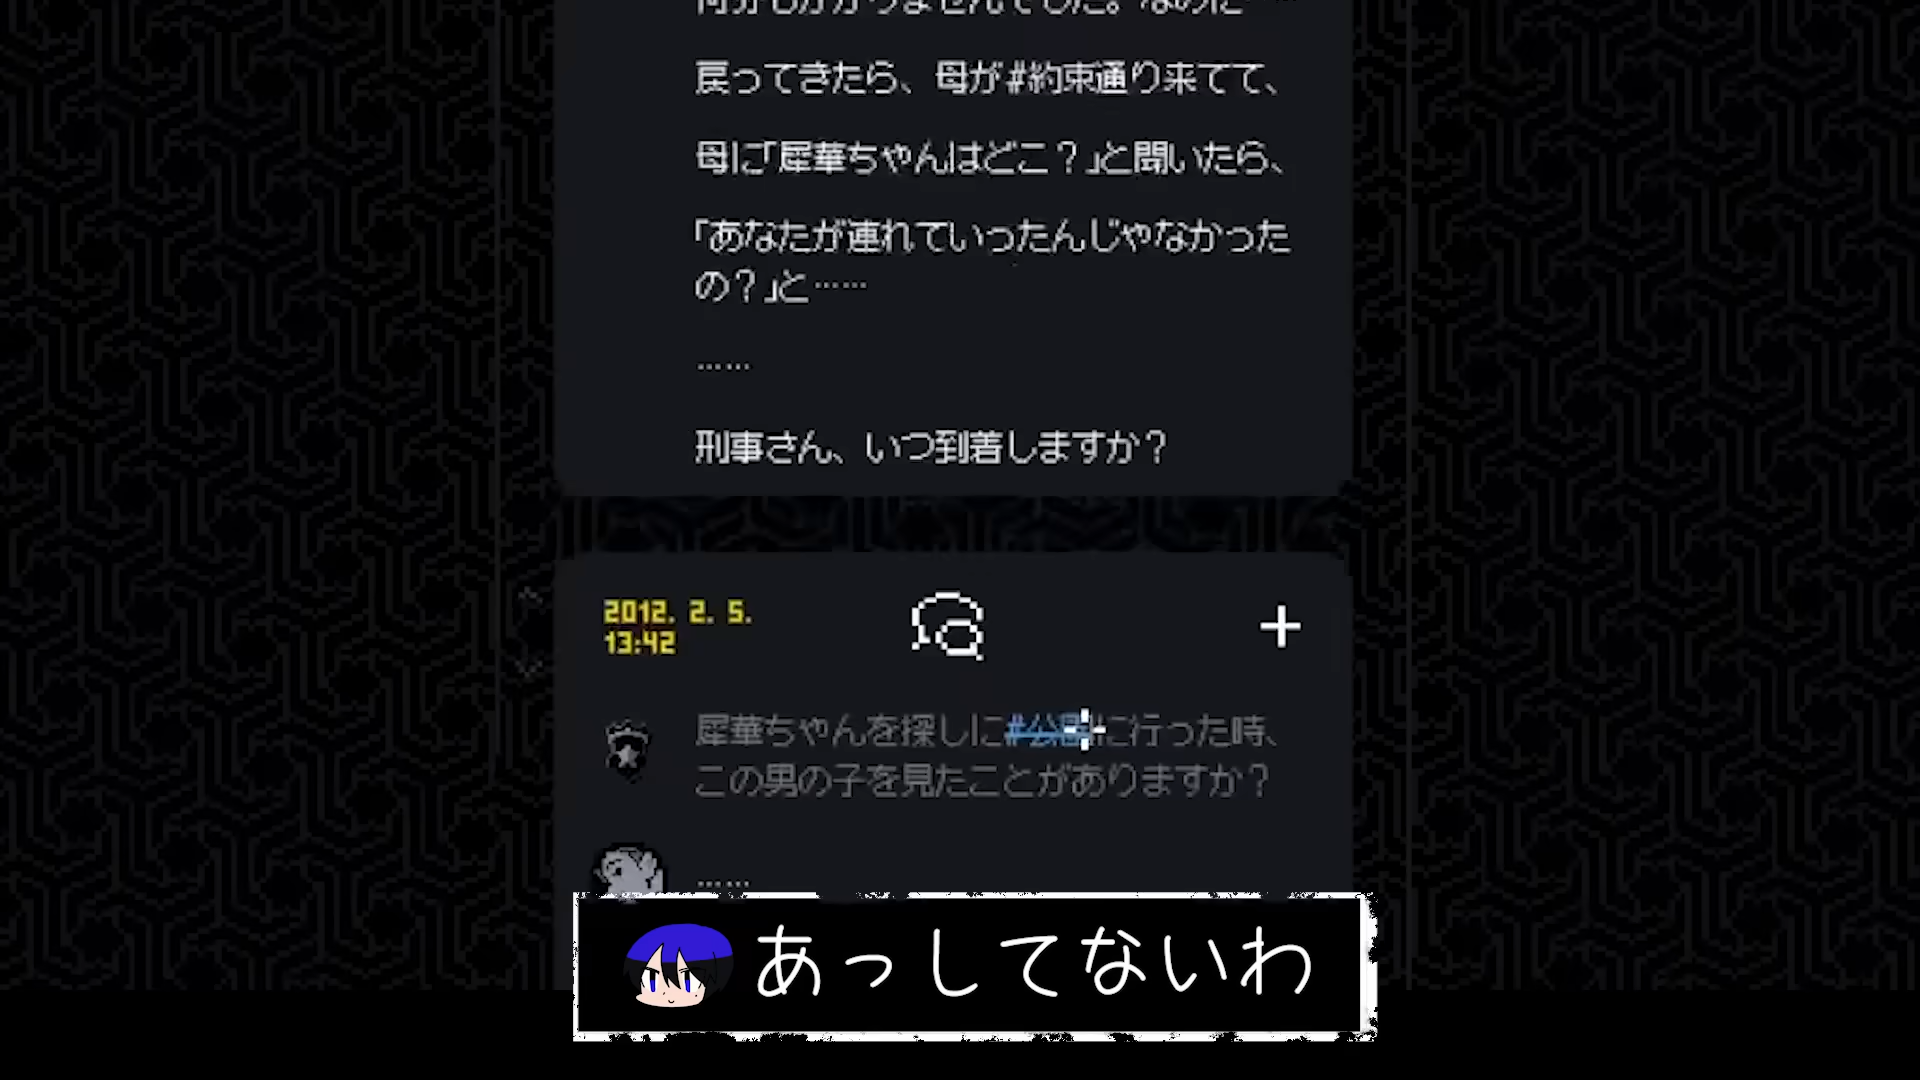 戻ってきたら、母が#約束通り来てて、
母に「犀華ちゃんはどこ？」と聞いたら、
「あなたが連れていったんじゃなかった
の？」と……
……
刑事さん、いつ到着しますか？
2012. 2. 5.
13:42
犀華ちゃんを探しに#公園に行った時、
この男の子を見たことがありますか？
……
あっしてないわ